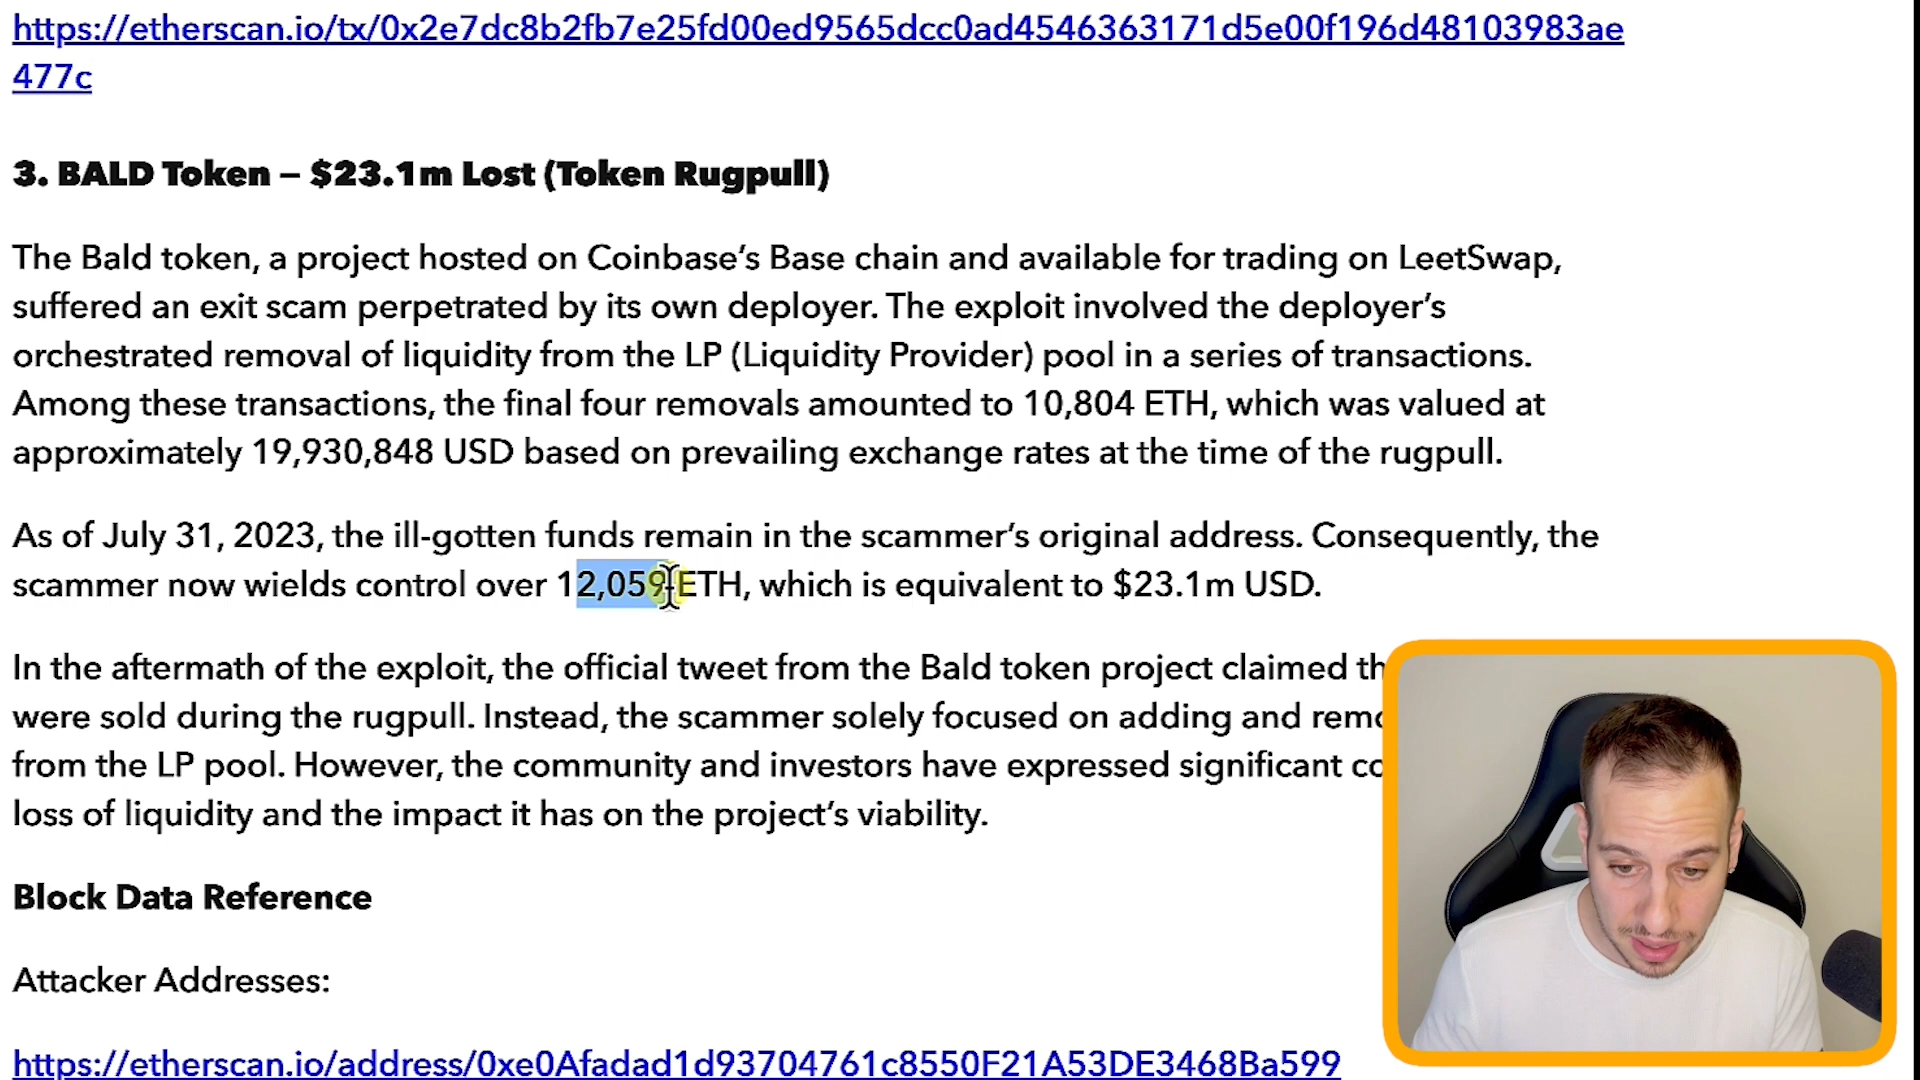 https://etherscan.io/tx/0x2e7dc8b2fb7e25fd00ed9565dcc0ad4546363171d5e00f196d48103983ae
477c
3. BALD Token – $23.1m Lost (Token Rugpull)
The Bald token, a project hosted on Coinbase’s Base chain and available for trading on LeetSwap,
suffered an exit scam perpetrated by its own deployer. The exploit involved the deployer’s
orchestrated removal of liquidity from the LP (Liquidity Provider) pool in a series of transactions.
Among these transactions, the final four removals amounted to 10,804 ETH, which was valued at
approximately 19,930,848 USD based on prevailing exchange rates at the time of the rugpull.
As of July 31, 2023, the ill-gotten funds remain in the scammer’s original address. Consequently, the
scammer now wields control over 12,059 ETH, which is equivalent to $23.1m USD.
In the aftermath of the exploit, the official tweet from the Bald token project claimed
were sold during the rugpull. Instead, the scammer solely focused on adding and
from the LP pool. However, the community and investors have expressed significant
loss of liquidity and the impact it has on the project’s viability.
Block Data Reference
Attacker Addresses:
https://etherscan.io/address/0xe0Afadad1d93704761c8550F21A53DE3468Ba599